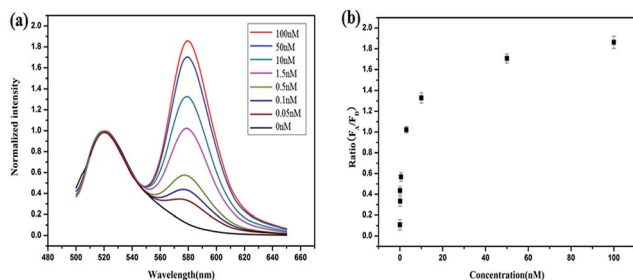 (a)
2.0
1.8
1.6
1.4
1.2
1.0
0.8
0.6
0.4
0.2
0.0
Normalized intensity
100nM
50nM
10nM
1.5nM
0.5nM
0.1nM
0.05nM
0nM
480 500 520 540 560 580 600 620 640 660
Wavelength(nm)
(b)
2.0
1.8
1.6
1.4
1.2
1.0
0.8
0.6
0.4
0.2
0.0
Ratio(FA/FD)
0 20 40 60 80 100
Concentration(nM)